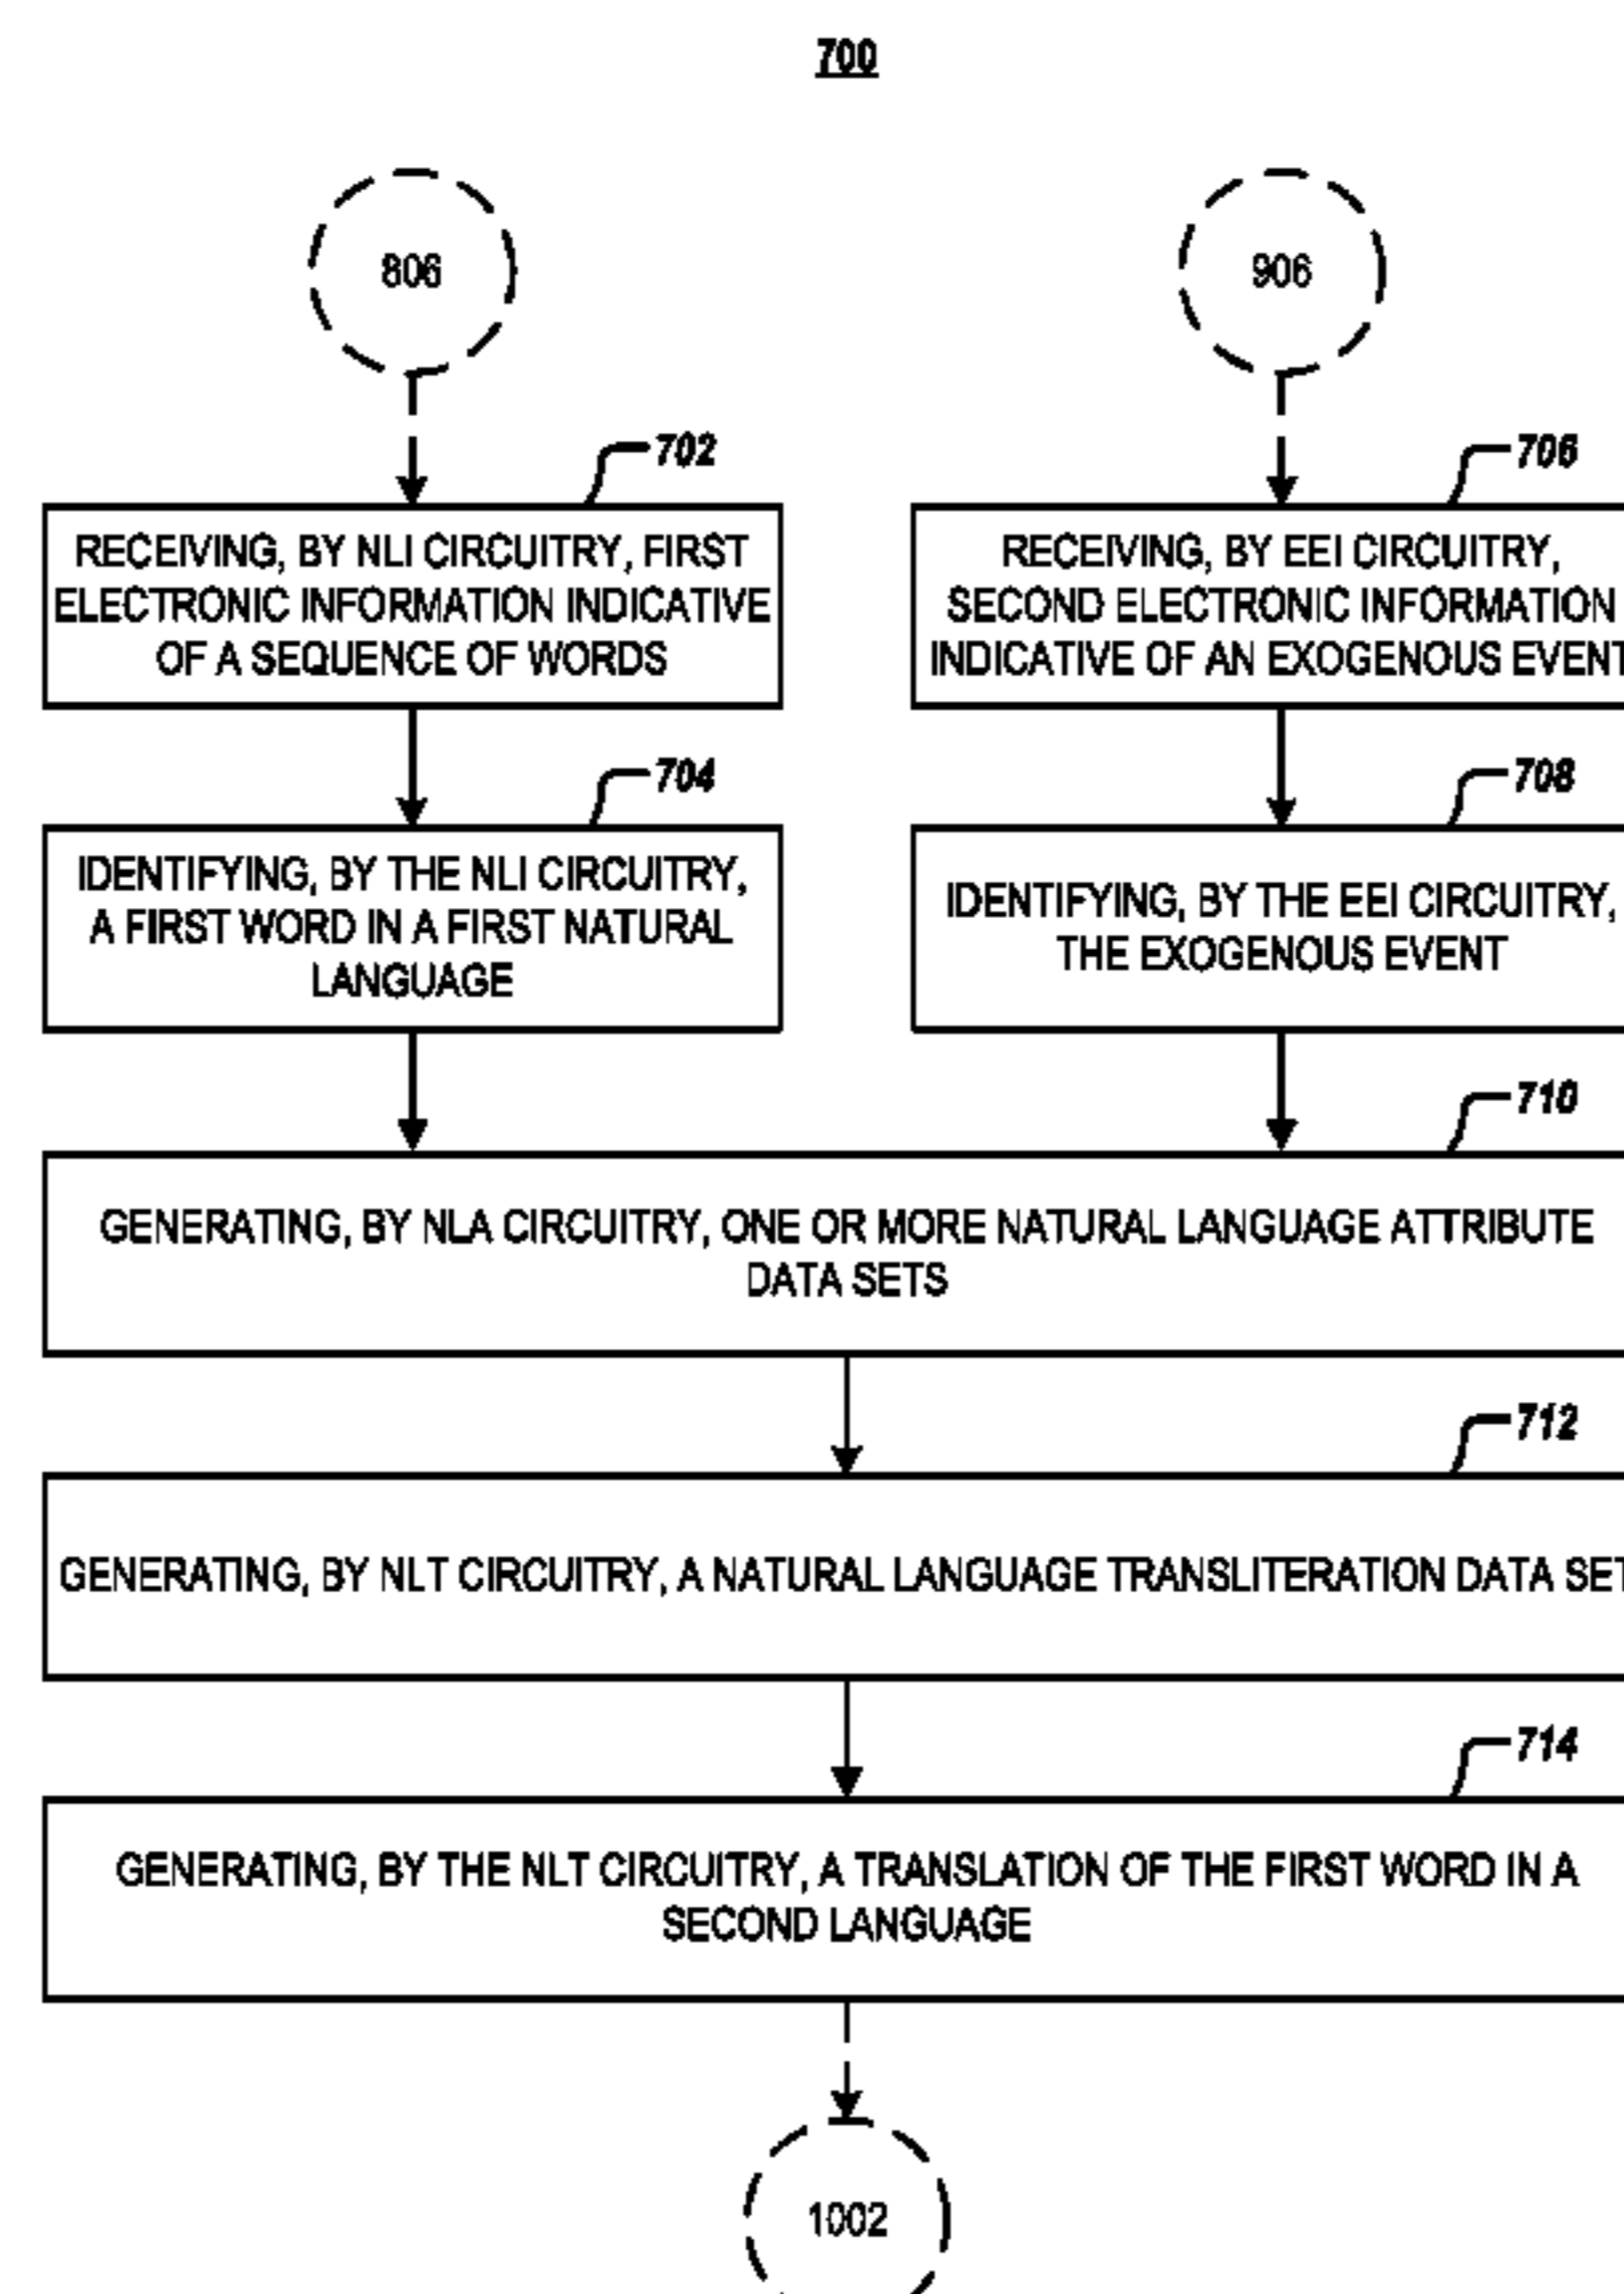 700
806
906
702
706
RECEIVING, BY NLI CIRCUITRY, FIRST
ELECTRONIC INFORMATION INDICATIVE
OF A SEQUENCE OF WORDS
RECEIVING, BY EEI CIRCUITRY,
SECOND ELECTRONIC INFORMATION
INDICATIVE OF AN EXOGENOUS EVENT
704
708
IDENTIFYING, BY THE NLI CIRCUITRY,
A FIRST WORD IN A FIRST NATURAL
LANGUAGE
IDENTIFYING, BY THE EEI CIRCUITRY,
THE EXOGENOUS EVENT
710
GENERATING, BY NLA CIRCUITRY, ONE OR MORE NATURAL LANGUAGE ATTRIBUTE
DATA SETS
712
GENERATING, BY NLT CIRCUITRY, A NATURAL LANGUAGE TRANSLITERATION DATA SET
714
GENERATING, BY THE NLT CIRCUITRY, A TRANSLATION OF THE FIRST WORD IN A
SECOND LANGUAGE
1002